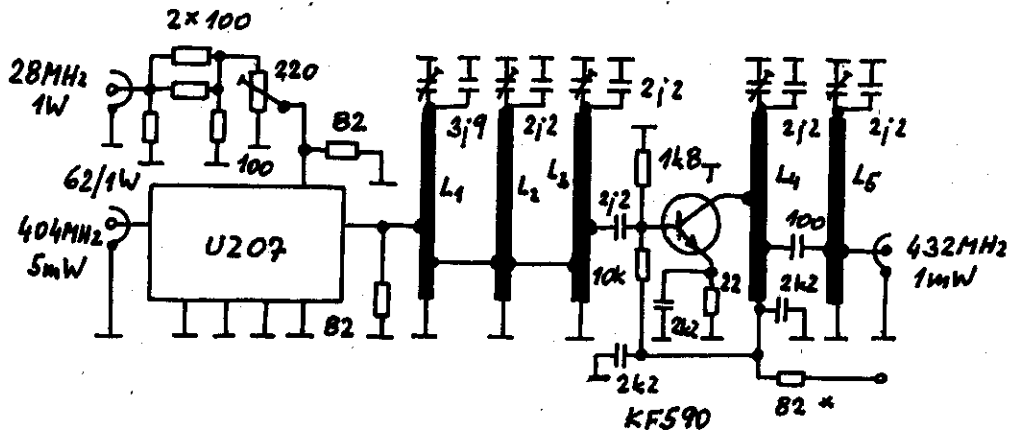 2×100
28MHz
1W
220
82
100
62/1W
404MHz
5mW
U207
82
3j9
2j2
2j2
L1
L2
L3
2j2
1k8
T
10k
2k2
22
2k2
KF590
2j2
2j2
L4
L5
100
2k2
432MHz
1mW
82 *